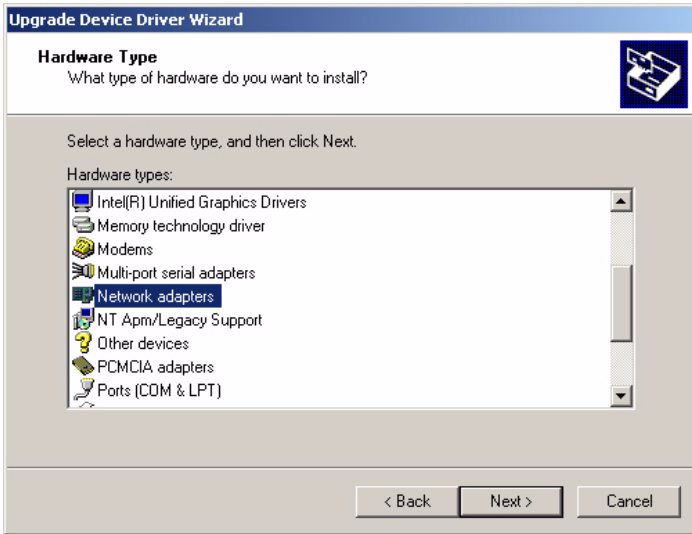 Upgrade Device Driver Wizard
Hardware Type
What type of hardware do you want to install?
Select a hardware type, and then click Next.
Hardware types:
Intel(R) Unified Graphics Drivers
Memory technology driver
Modems
Multi-port serial adapters
Network adapters
NT Apm/Legacy Support
Other devices
PCMCIA adapters
Ports (COM & LPT)
< Back Next > Cancel